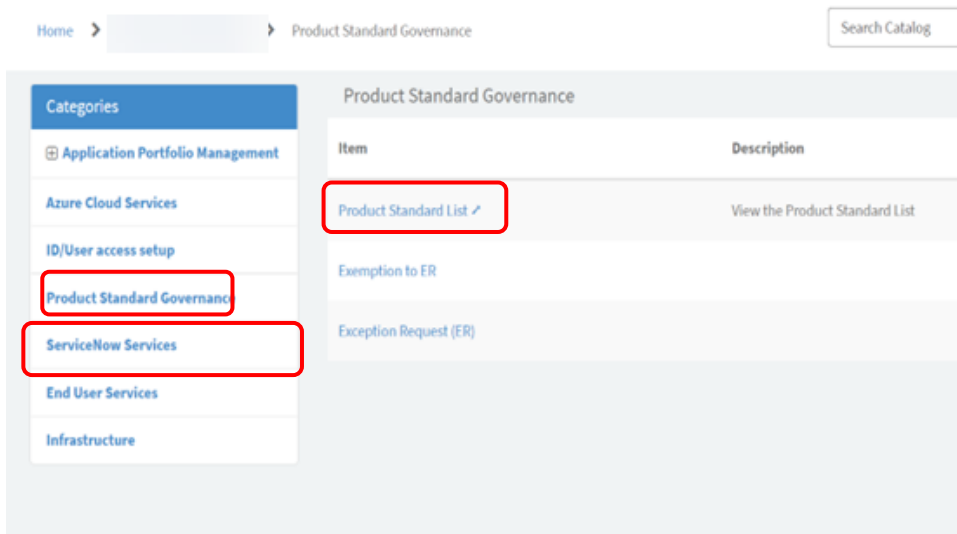 Home
Product Standard Governance
Search Catalog
Categories
Application Portfolio Management
Azure Cloud Services
ID/User access setup
Product Standard Governance
ServiceNow Services
End User Services
Infrastructure
Product Standard Governance
Item Description
Product Standard List View the Product Standard List
Exemption to ER
Exception Request (ER)